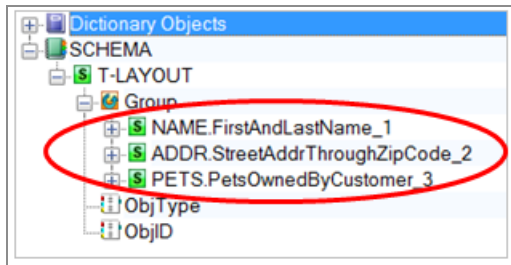 Dictionary Objects
SCHEMA
S T-LAYOUT
Group
S NAME.FirstAndLastName_1
S ADDR.StreetAddrThroughZipCode_2
S PETS.PetsOwnedByCustomer_3
ObjType
ObjID